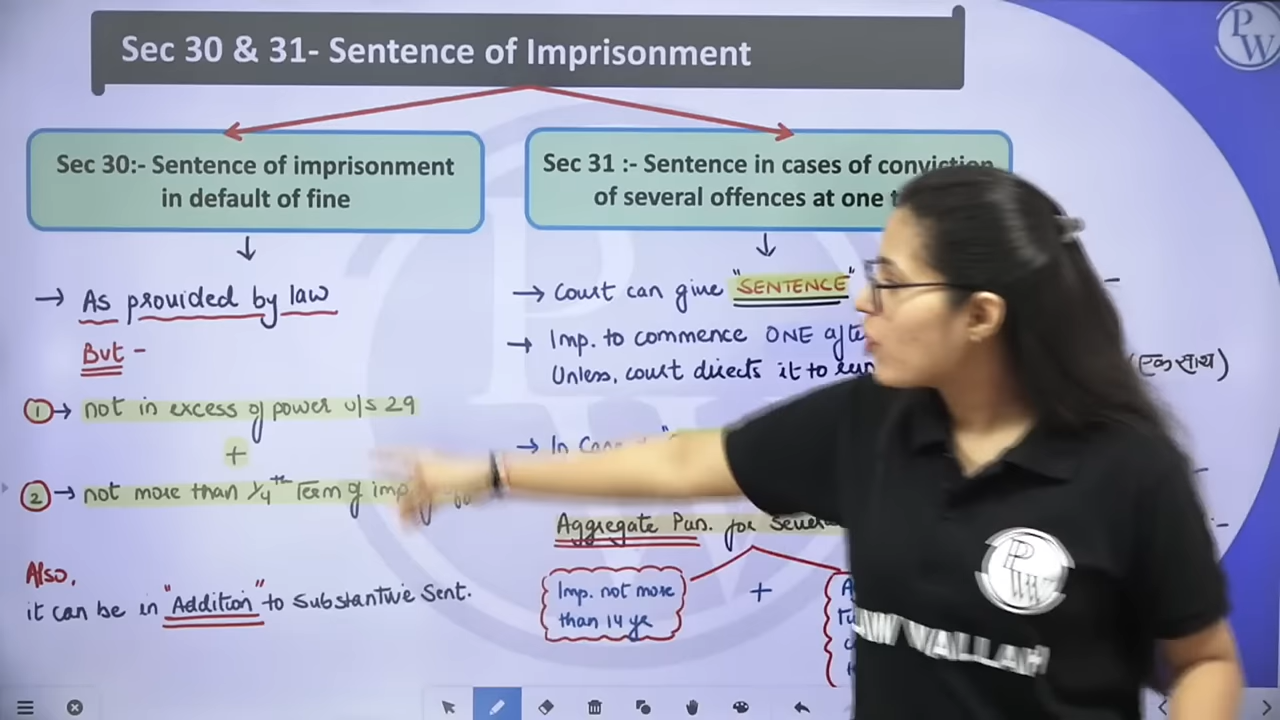 Sec 30 & 31- Sentence of Imprisonment
PW
Sec 30:- Sentence of imprisonment
in default of fine
→ As provided by law
But -
① → not in excess of power u/s 29
+
② → not more than 1/4th Term of imp
Also,
it can be in "Addition" to substantive sent.
Sec 31 :- Sentence in cases of conviction
of several offences at one
→ Court can give "SENTENCE"
→ Imp. to commence ONE
Unless, court directs it to run
(एक साथ)
→ In
Aggregate Pun. for
Imp. not more
than 14 yr
+
PW
LAW WALLAH